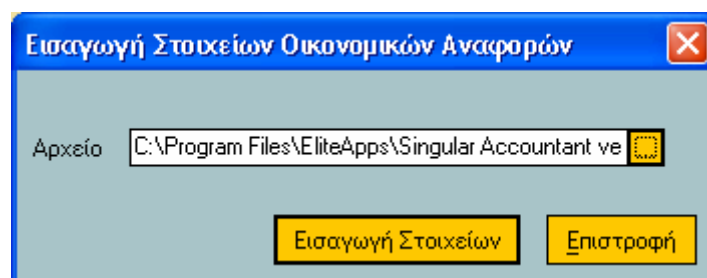 Εισαγωγή Στοιχείων Οικονομικών Αναφορών
Αρχείο C:\Program Files\EliteApps\Singular Accountant ve
Εισαγωγή Στοιχείων Επιστροφή